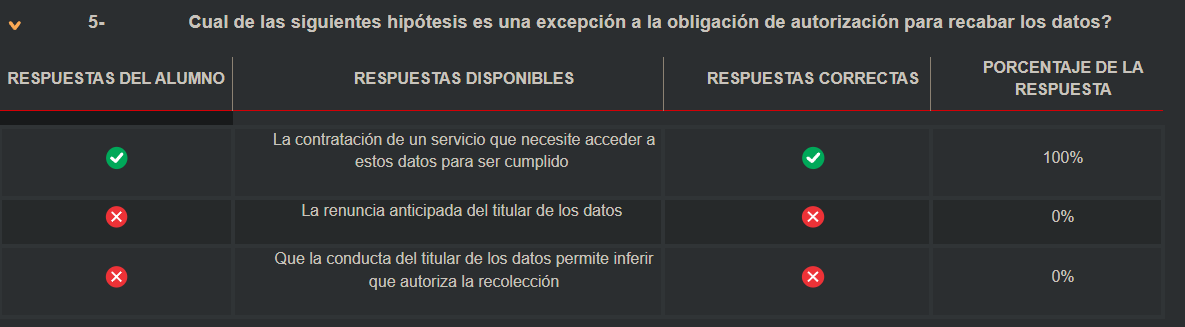 5- Cual de las siguientes hipótesis es una excepción a la obligación de autorización para recabar los datos?
RESPUESTAS DEL ALUMNO
RESPUESTAS DISPONIBLES
RESPUESTAS CORRECTAS
PORCENTAJE DE LA
RESPUESTA
La contratación de un servicio que necesite acceder a
estos datos para ser cumplido
100%
La renuncia anticipada del titular de los datos
0%
Que la conducta del titular de los datos permite inferir
que autoriza la recolección
0%